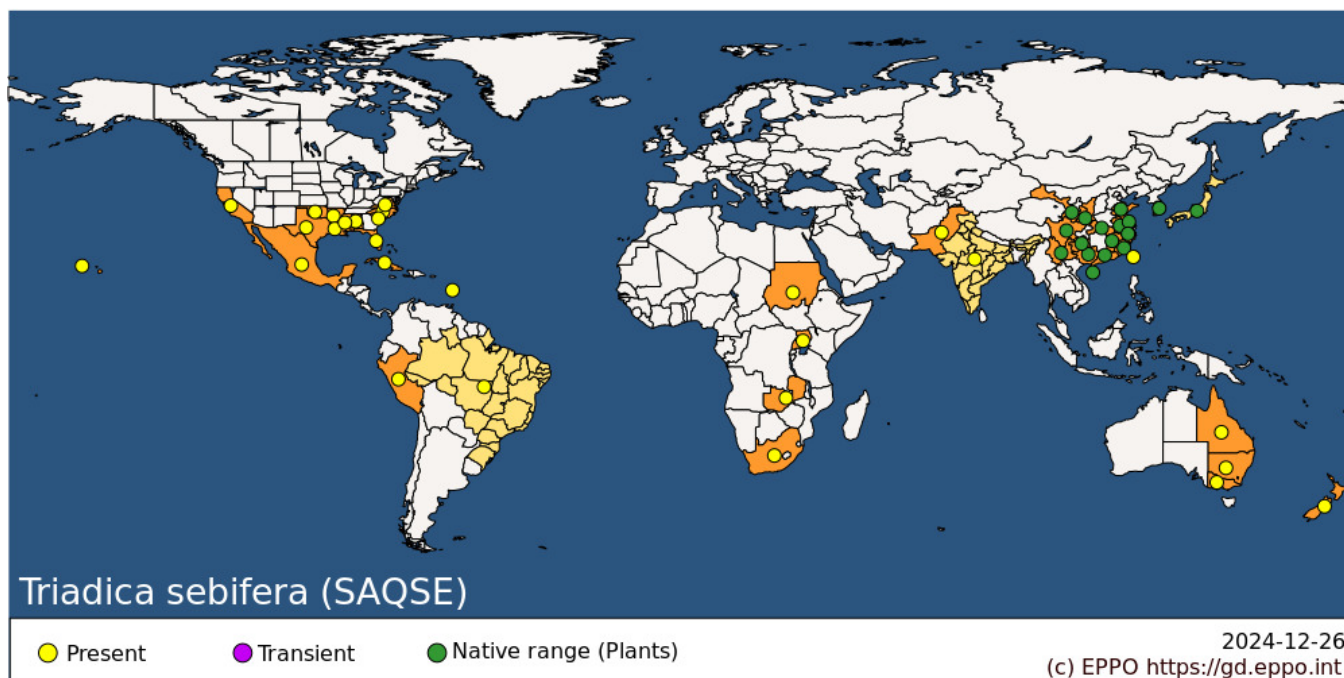 Triadica sebifera (SAQSE)
Present
Transient
Native range (Plants)
2024-12-26
(c) EPPO https://gd.eppo.int